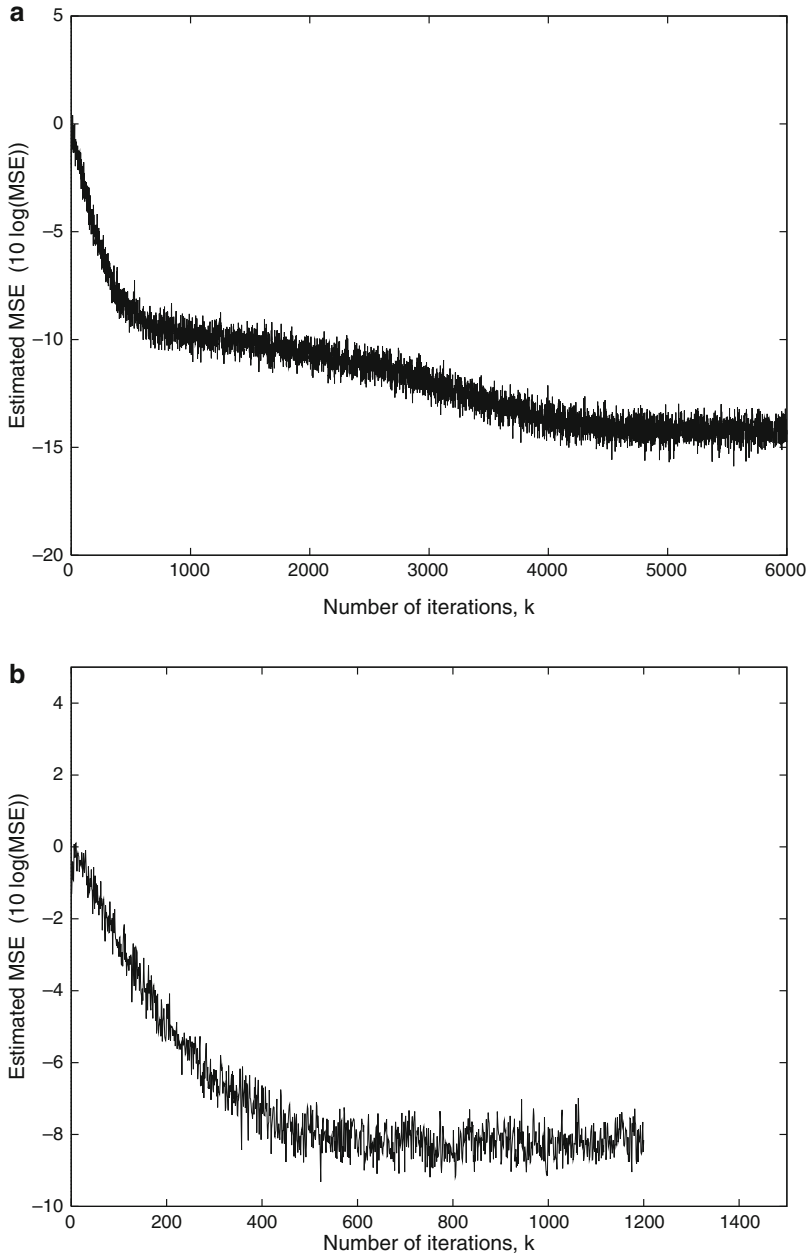 a
5
0
−5
−10
−15
−20
Estimated MSE (10 log(MSE))
0 1000 2000 3000 4000 5000 6000
Number of iterations, k
b
4
2
0
−2
−4
−6
−8
−10
Estimated MSE (10 log(MSE))
0 200 400 600 800 1000 1200 1400
Number of iterations, k